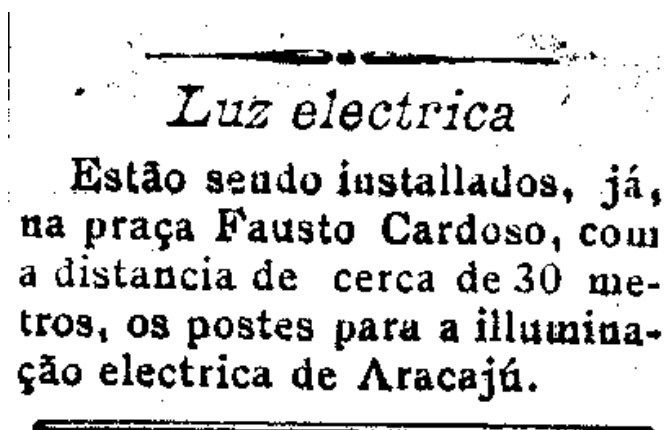 Luz electrica
Estão sendo installados, já,
na praça Fausto Cardoso, com
a distancia de cerca de 30 me-
tros, os postes para a illumina-
ção electrica de Aracajú.